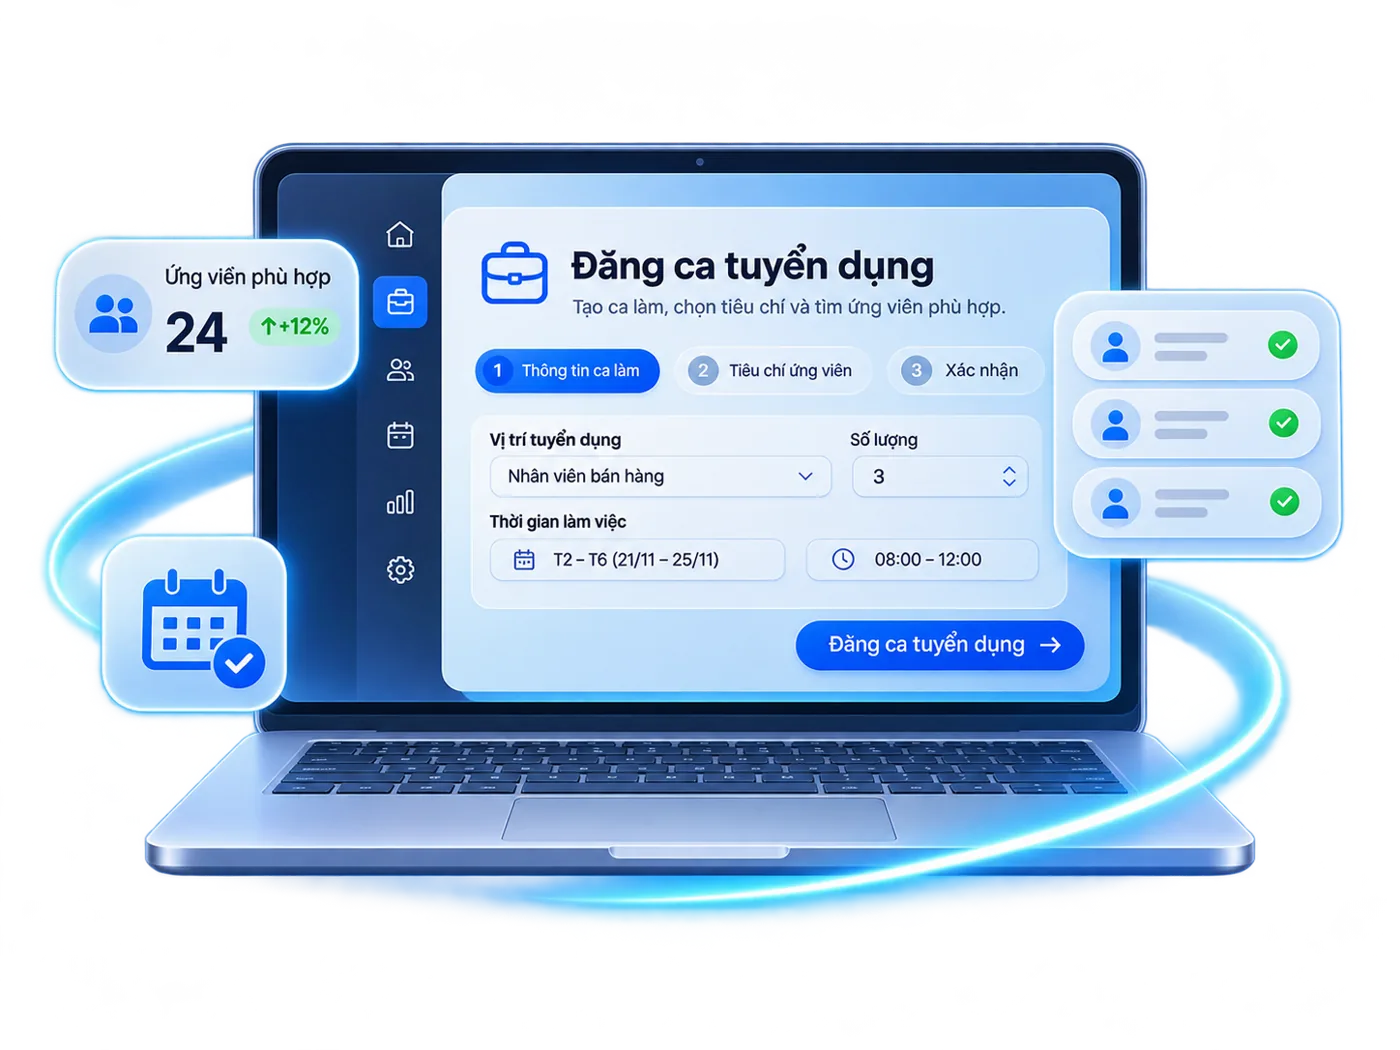 Ứng viên phù hợp
24 ↑+12%
Đăng ca tuyển dụng
Tạo ca làm, chọn tiêu chí và tìm ứng viên phù hợp.
1 Thông tin ca làm
2 Tiêu chí ứng viên
3 Xác nhận
Vị trí tuyển dụng
Nhân viên bán hàng
Số lượng
3
Thời gian làm việc
T2 – T6 (21/11 – 25/11)
08:00 – 12:00
Đăng ca tuyển dụng →